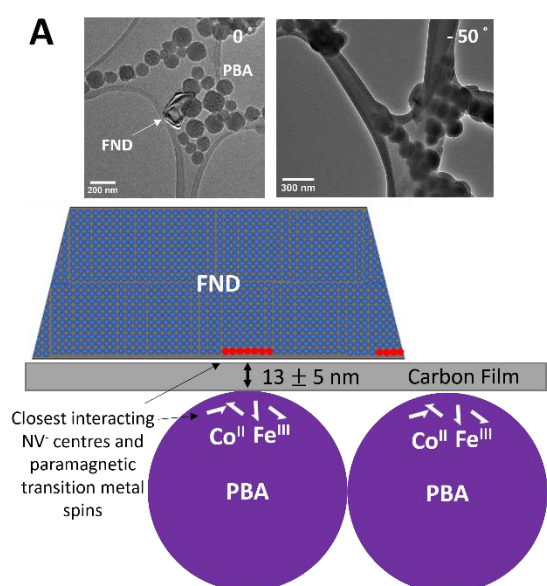 A
0°
PBA
FND
200 nm
- 50°
300 nm
FND
13 ± 5 nm
Carbon Film
Closest interacting
NV⁻ centres and
paramagnetic
transition metal
spins
Coᴵᴵ Feᴵᴵᴵ
PBA
Coᴵᴵ Feᴵᴵᴵ
PBA